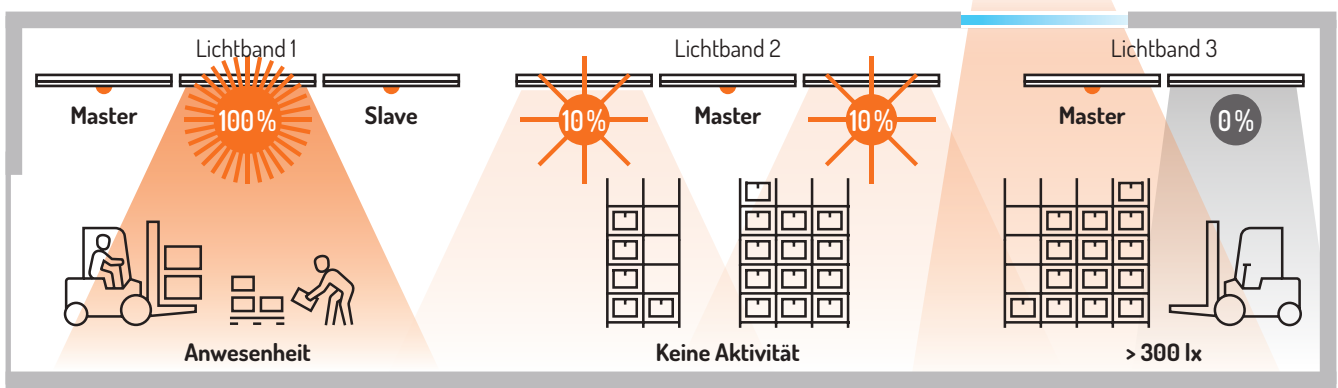 Lichtband 1
Lichtband 2
Lichtband 3
Master
100 %
Slave
10 %
Master
10 %
Master
0 %
Anwesenheit
Keine Aktivität
> 300 lx